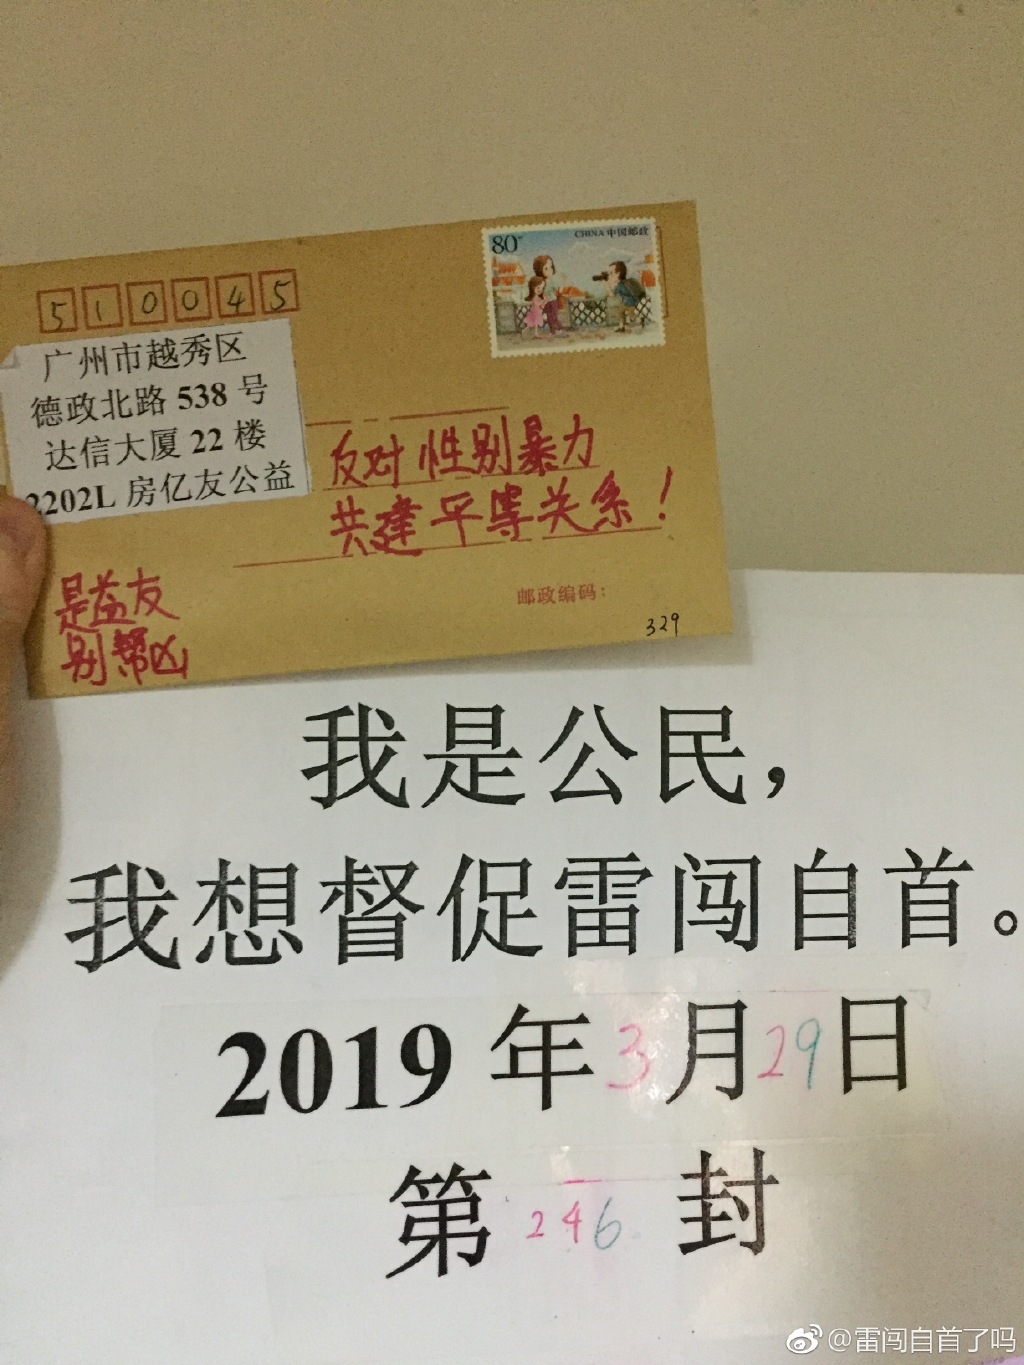 80分
CHINA 中国邮政
510045
广州市越秀区
德政北路 538 号
达信大厦 22 楼
2202L 房亿友公益
反对性别暴力
共建平等关系！
是益友
别帮凶
邮政编码：
329
我是公民，
我想督促雷闯自首。
2019 年 3 月 29 日
第 246 封
@雷闯自首了吗